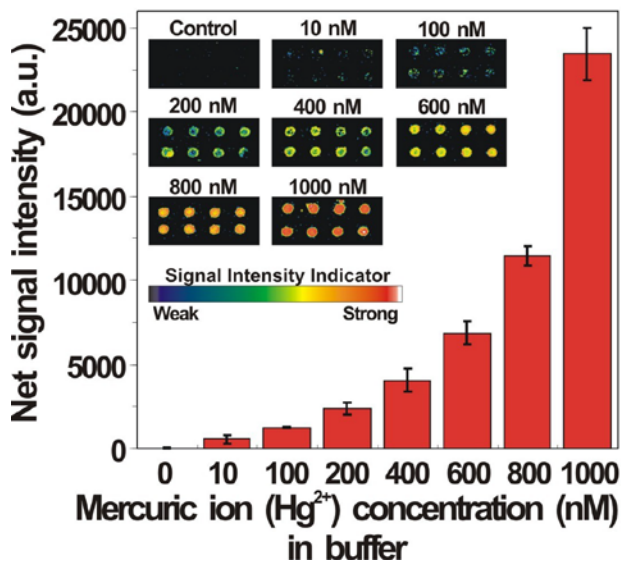 Net signal intensity (a.u.)
25000
20000
15000
10000
5000
0
Control 10 nM 100 nM
200 nM 400 nM 600 nM
800 nM 1000 nM
Signal Intensity Indicator
Weak Strong
0 10 100 200 400 600 800 1000
Mercuric ion (Hg²⁺) concentration (nM)
in buffer